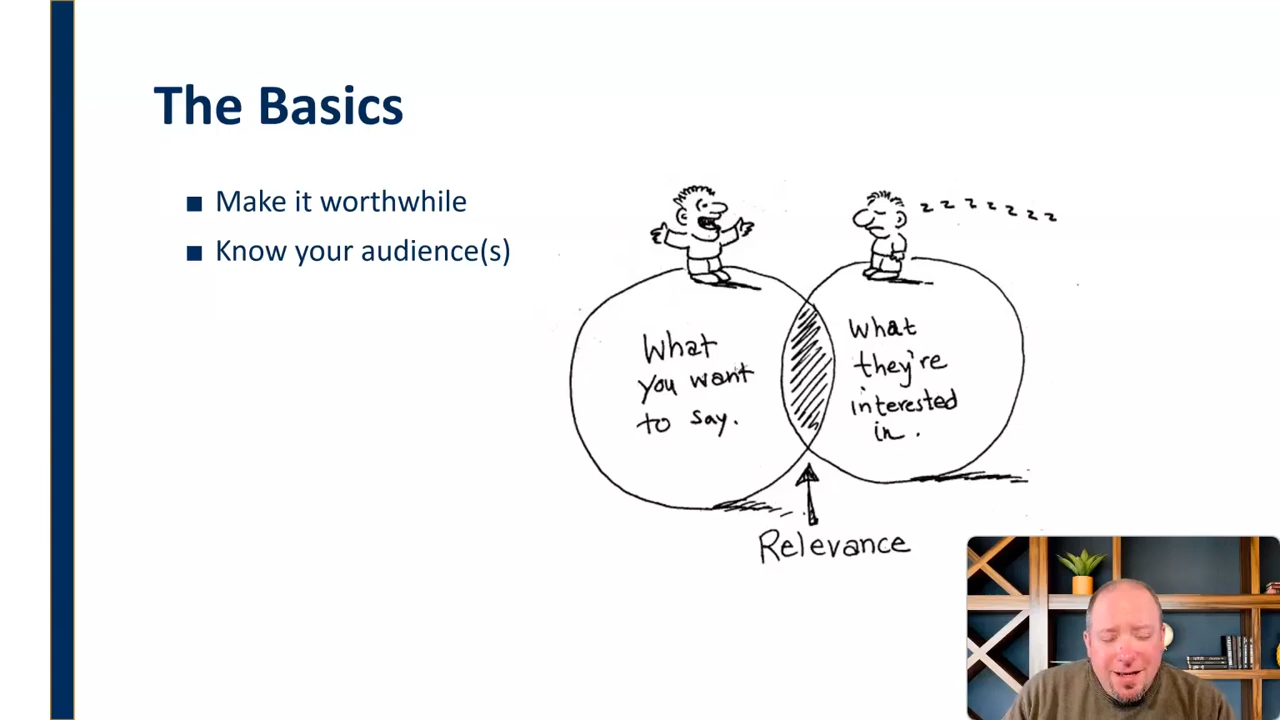 The Basics
Make it worthwhile
Know your audience(s)
z z z z z z z
What
you want
to say.
What
they're
interested
in.
Relevance